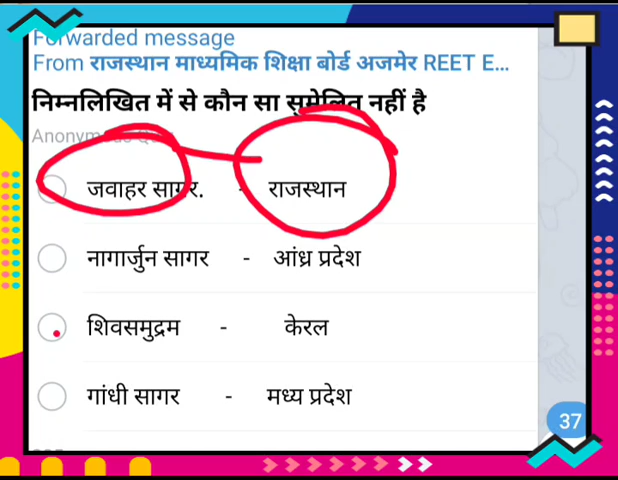 Forwarded message
From राजस्थान माध्यमिक शिक्षा बोर्ड अजमेर REET E...
निम्नलिखित में से कौन सा सुमेलित नहीं है
जवाहर सागर. - राजस्थान
नागार्जुन सागर - आंध्र प्रदेश
शिवसमुद्रम - केरल
गांधी सागर - मध्य प्रदेश
37